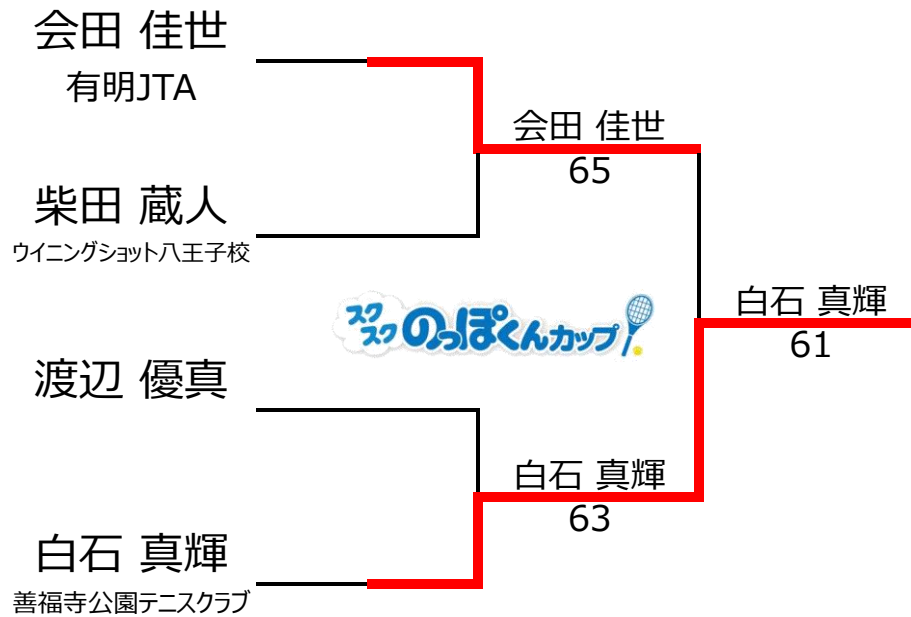 会田 佳世
有明JTA
会田 佳世
65
柴田 蔵人
ウイニングショット八王子校
スクスクのっぽくんカップ
白石 真輝
61
渡辺 優真
白石 真輝
63
白石 真輝
善福寺公園テニスクラブ